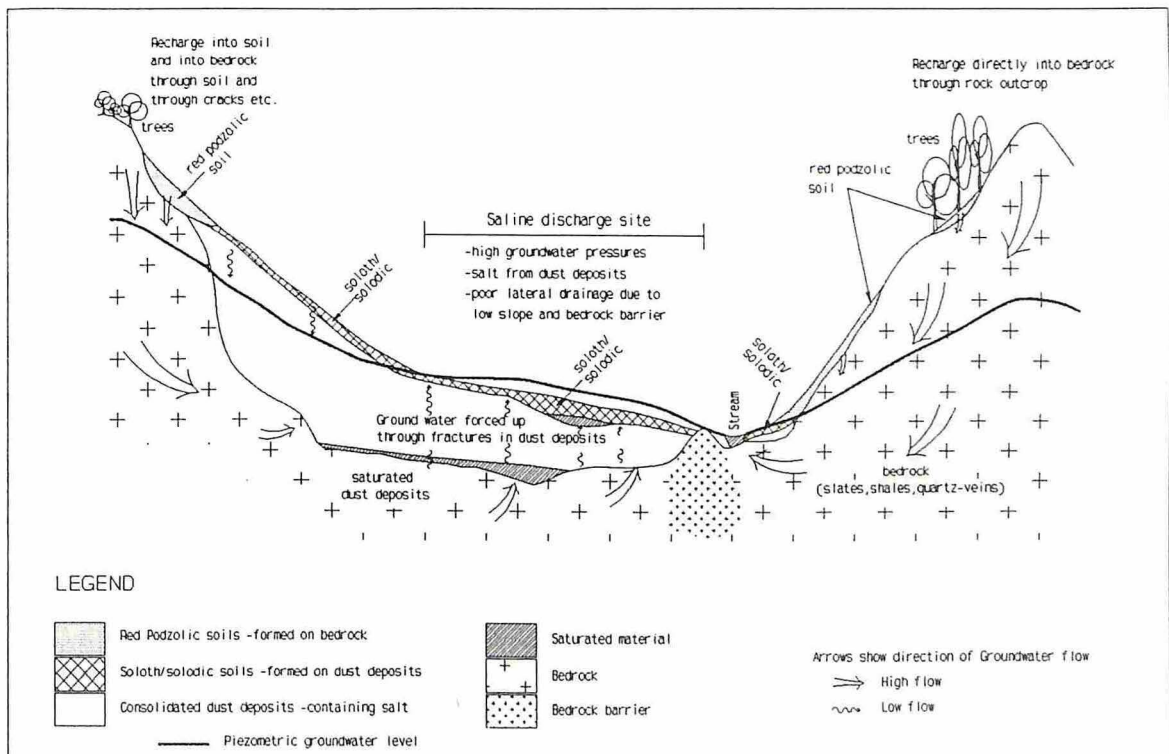 Recharge into soil
and into bedrock
through soil and
through cracks etc.
trees
red podzolic
soil
Recharge directly into bedrock
through rock outcrop
trees
red podzolic
soil
Saline discharge site
-high groundwater pressures
-salt from dust deposits
-poor lateral drainage due to
low slope and bedrock barrier
soloth/
solodic
soloth/
solodic
Stream
soloth/
solodic
Ground water forced up
through fractures in dust deposits
saturated
dust deposits
bedrock
(slates,shales,quartz-veins)
LEGEND
Red Podzolic soils -formed on bedrock
Soloth/solodic soils -formed on dust deposits
Consolidated dust deposits -containing salt
Piezometric groundwater level
Saturated material
Bedrock
Bedrock barrier
Arrows show direction of Groundwater flow
High flow
Low flow